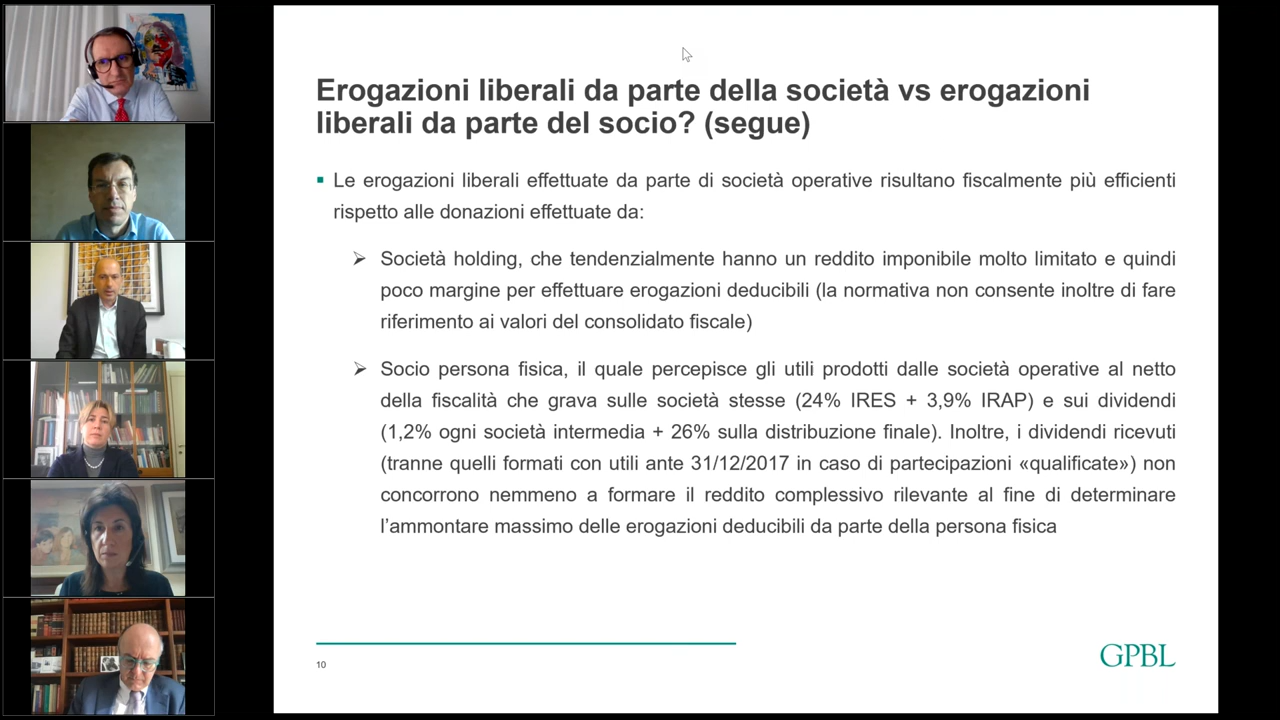 Erogazioni liberali da parte della società vs erogazioni
liberali da parte del socio? (segue)
▪ Le erogazioni liberali effettuate da parte di società operative risultano fiscalmente più efficienti
rispetto alle donazioni effettuate da:
➢ Società holding, che tendenzialmente hanno un reddito imponibile molto limitato e quindi
poco margine per effettuare erogazioni deducibili (la normativa non consente inoltre di fare
riferimento ai valori del consolidato fiscale)
➢ Socio persona fisica, il quale percepisce gli utili prodotti dalle società operative al netto
della fiscalità che grava sulle società stesse (24% IRES + 3,9% IRAP) e sui dividendi
(1,2% ogni società intermedia + 26% sulla distribuzione finale). Inoltre, i dividendi ricevuti
(tranne quelli formati con utili ante 31/12/2017 in caso di partecipazioni «qualificate») non
concorrono nemmeno a formare il reddito complessivo rilevante al fine di determinare
l’ammontare massimo delle erogazioni deducibili da parte della persona fisica
10
GPBL